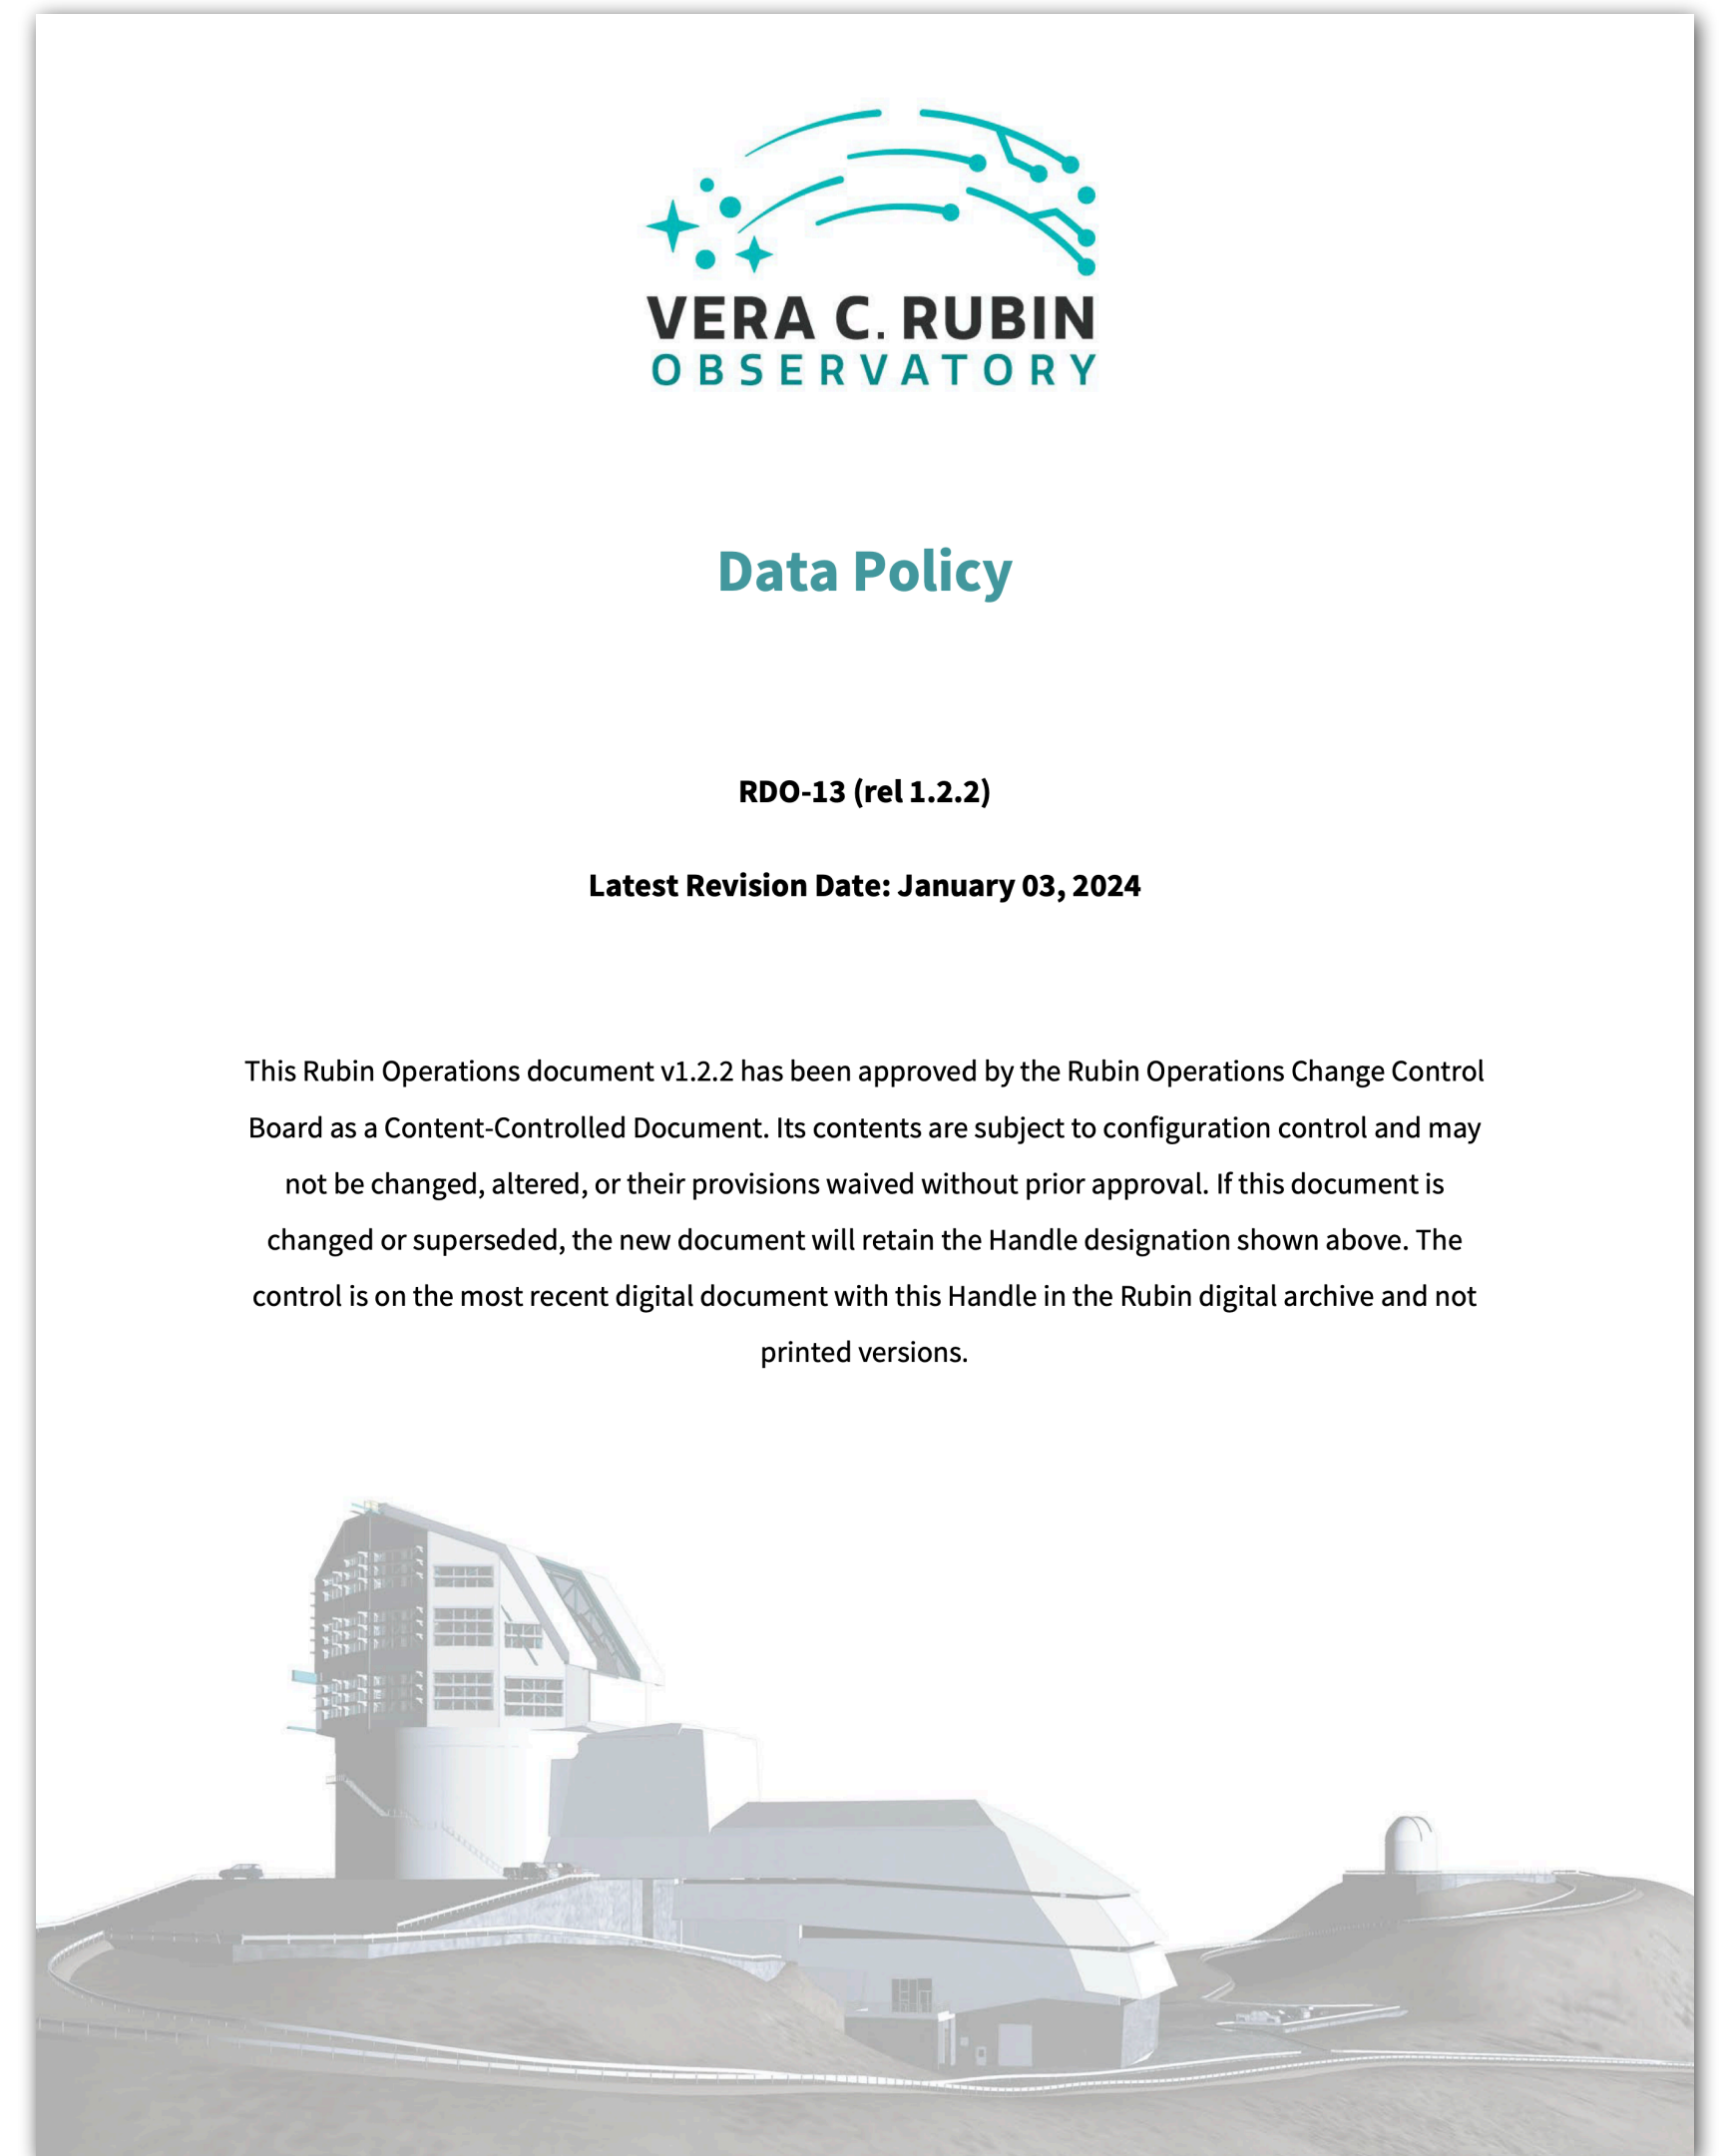 VERA C. RUBIN
OBSERVATORY
Data Policy
RDO-13 (rel 1.2.2)
Latest Revision Date: January 03, 2024
This Rubin Operations document v1.2.2 has been approved by the Rubin Operations Change Control
Board as a Content-Controlled Document. Its contents are subject to configuration control and may
not be changed, altered, or their provisions waived without prior approval. If this document is
changed or superseded, the new document will retain the Handle designation shown above. The
control is on the most recent digital document with this Handle in the Rubin digital archive and not
printed versions.